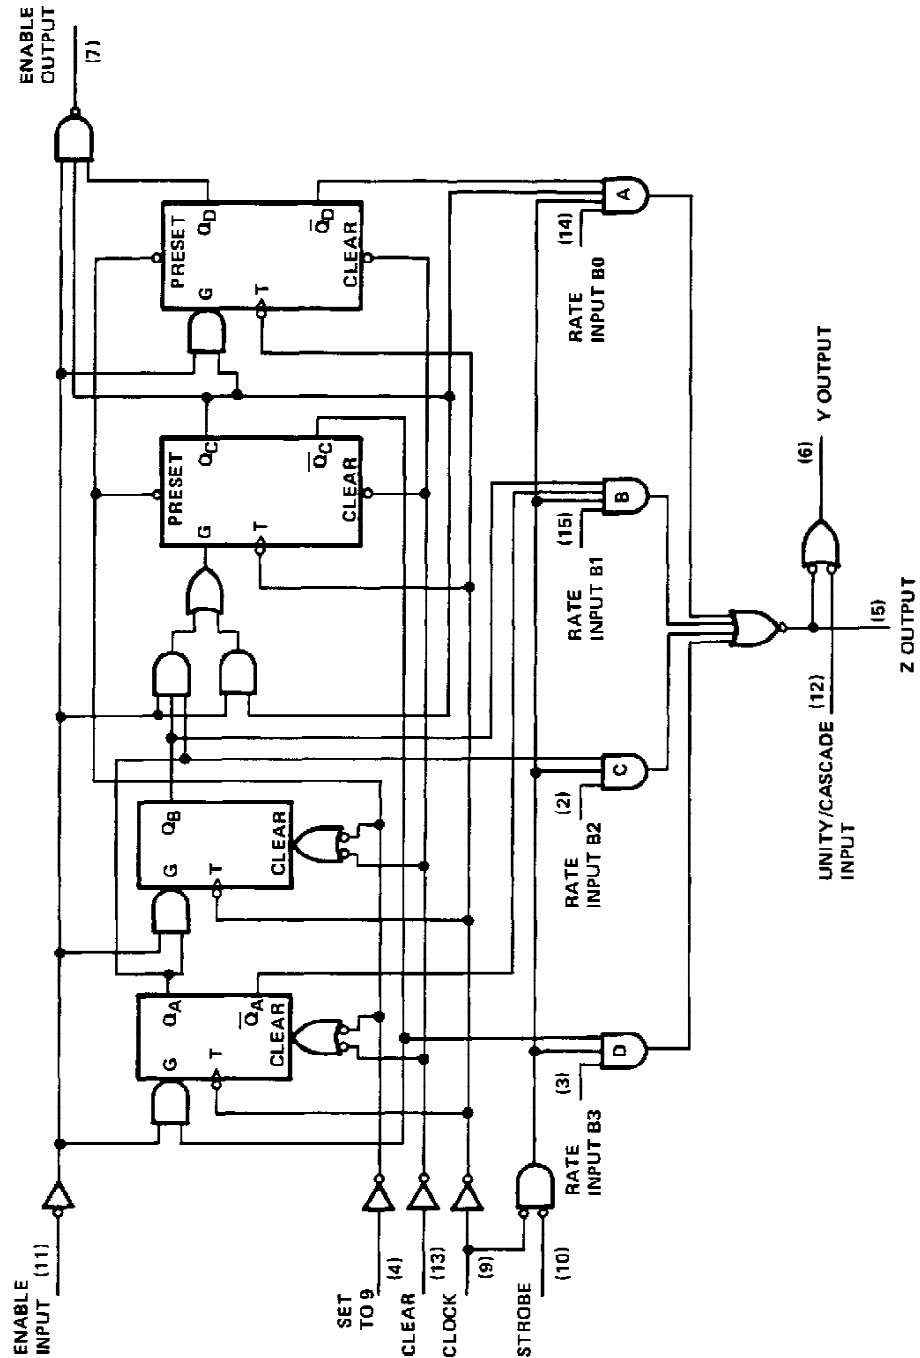 ENABLE
INPUT
(11)
SET
TO 9
(4)
CLEAR
(13)
CLOCK
(9)
STROBE
(10)
G
QA
T
Q̅A
CLEAR
G
QB
T
CLEAR
PRESET
G
QC
T
Q̅C
CLEAR
PRESET
G
QD
T
Q̅D
CLEAR
ENABLE
OUTPUT
(7)
RATE
INPUT B3
(3)
D
RATE
INPUT B2
(2)
C
RATE
INPUT B1
(15)
B
RATE
INPUT B0
(14)
A
UNITY/CASCADE
INPUT
(12)
(6)
Y OUTPUT
(5)
Z OUTPUT